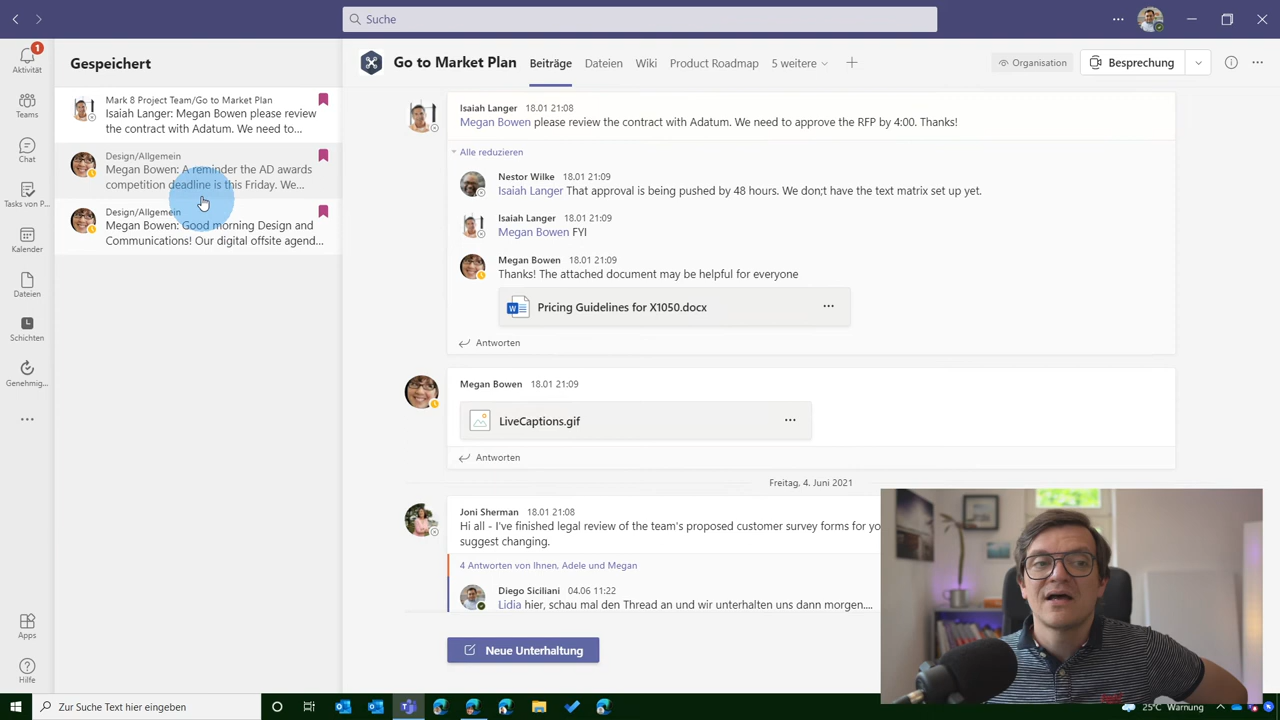 Suche
1
Aktivität
Teams
Chat
Tasks von P...
Kalender
Dateien
Schichten
Genehmig...
Apps
Hilfe
Gespeichert
Mark 8 Project Team/Go to Market Plan
Isaiah Langer: Megan Bowen please review
the contract with Adatum. We need to...
Design/Allgemein
Megan Bowen: A reminder the AD awards
competition deadline is this Friday. We...
Design/Allgemein
Megan Bowen: Good morning Design and
Communications! Our digital offsite agend...
Go to Market Plan
Beiträge
Dateien
Wiki
Product Roadmap
5 weitere
Organisation
Besprechung
Isaiah Langer 18.01 21:08
Megan Bowen please review the contract with Adatum. We need to approve the RFP by 4:00. Thanks!
Alle reduzieren
Nestor Wilke 18.01 21:09
Isaiah Langer That approval is being pushed by 48 hours. We don;t have the text matrix set up yet.
Isaiah Langer 18.01 21:09
Megan Bowen FYI
Megan Bowen 18.01 21:09
Thanks! The attached document may be helpful for everyone
Pricing Guidelines for X1050.docx
Antworten
Megan Bowen 18.01 21:09
LiveCaptions.gif
Antworten
Freitag, 4. Juni 2021
Joni Sherman 18.01 21:08
Hi all - I've finished legal review of the team's proposed customer survey forms for yo
suggest changing.
4 Antworten von Ihnen, Adele und Megan
Diego Siciliani 04.06 11:22
Lidia hier, schau mal den Thread an und wir unterhalten uns dann morgen....
Neue Unterhaltung
Zur Suche Text hier eingeben
25°C Warnung